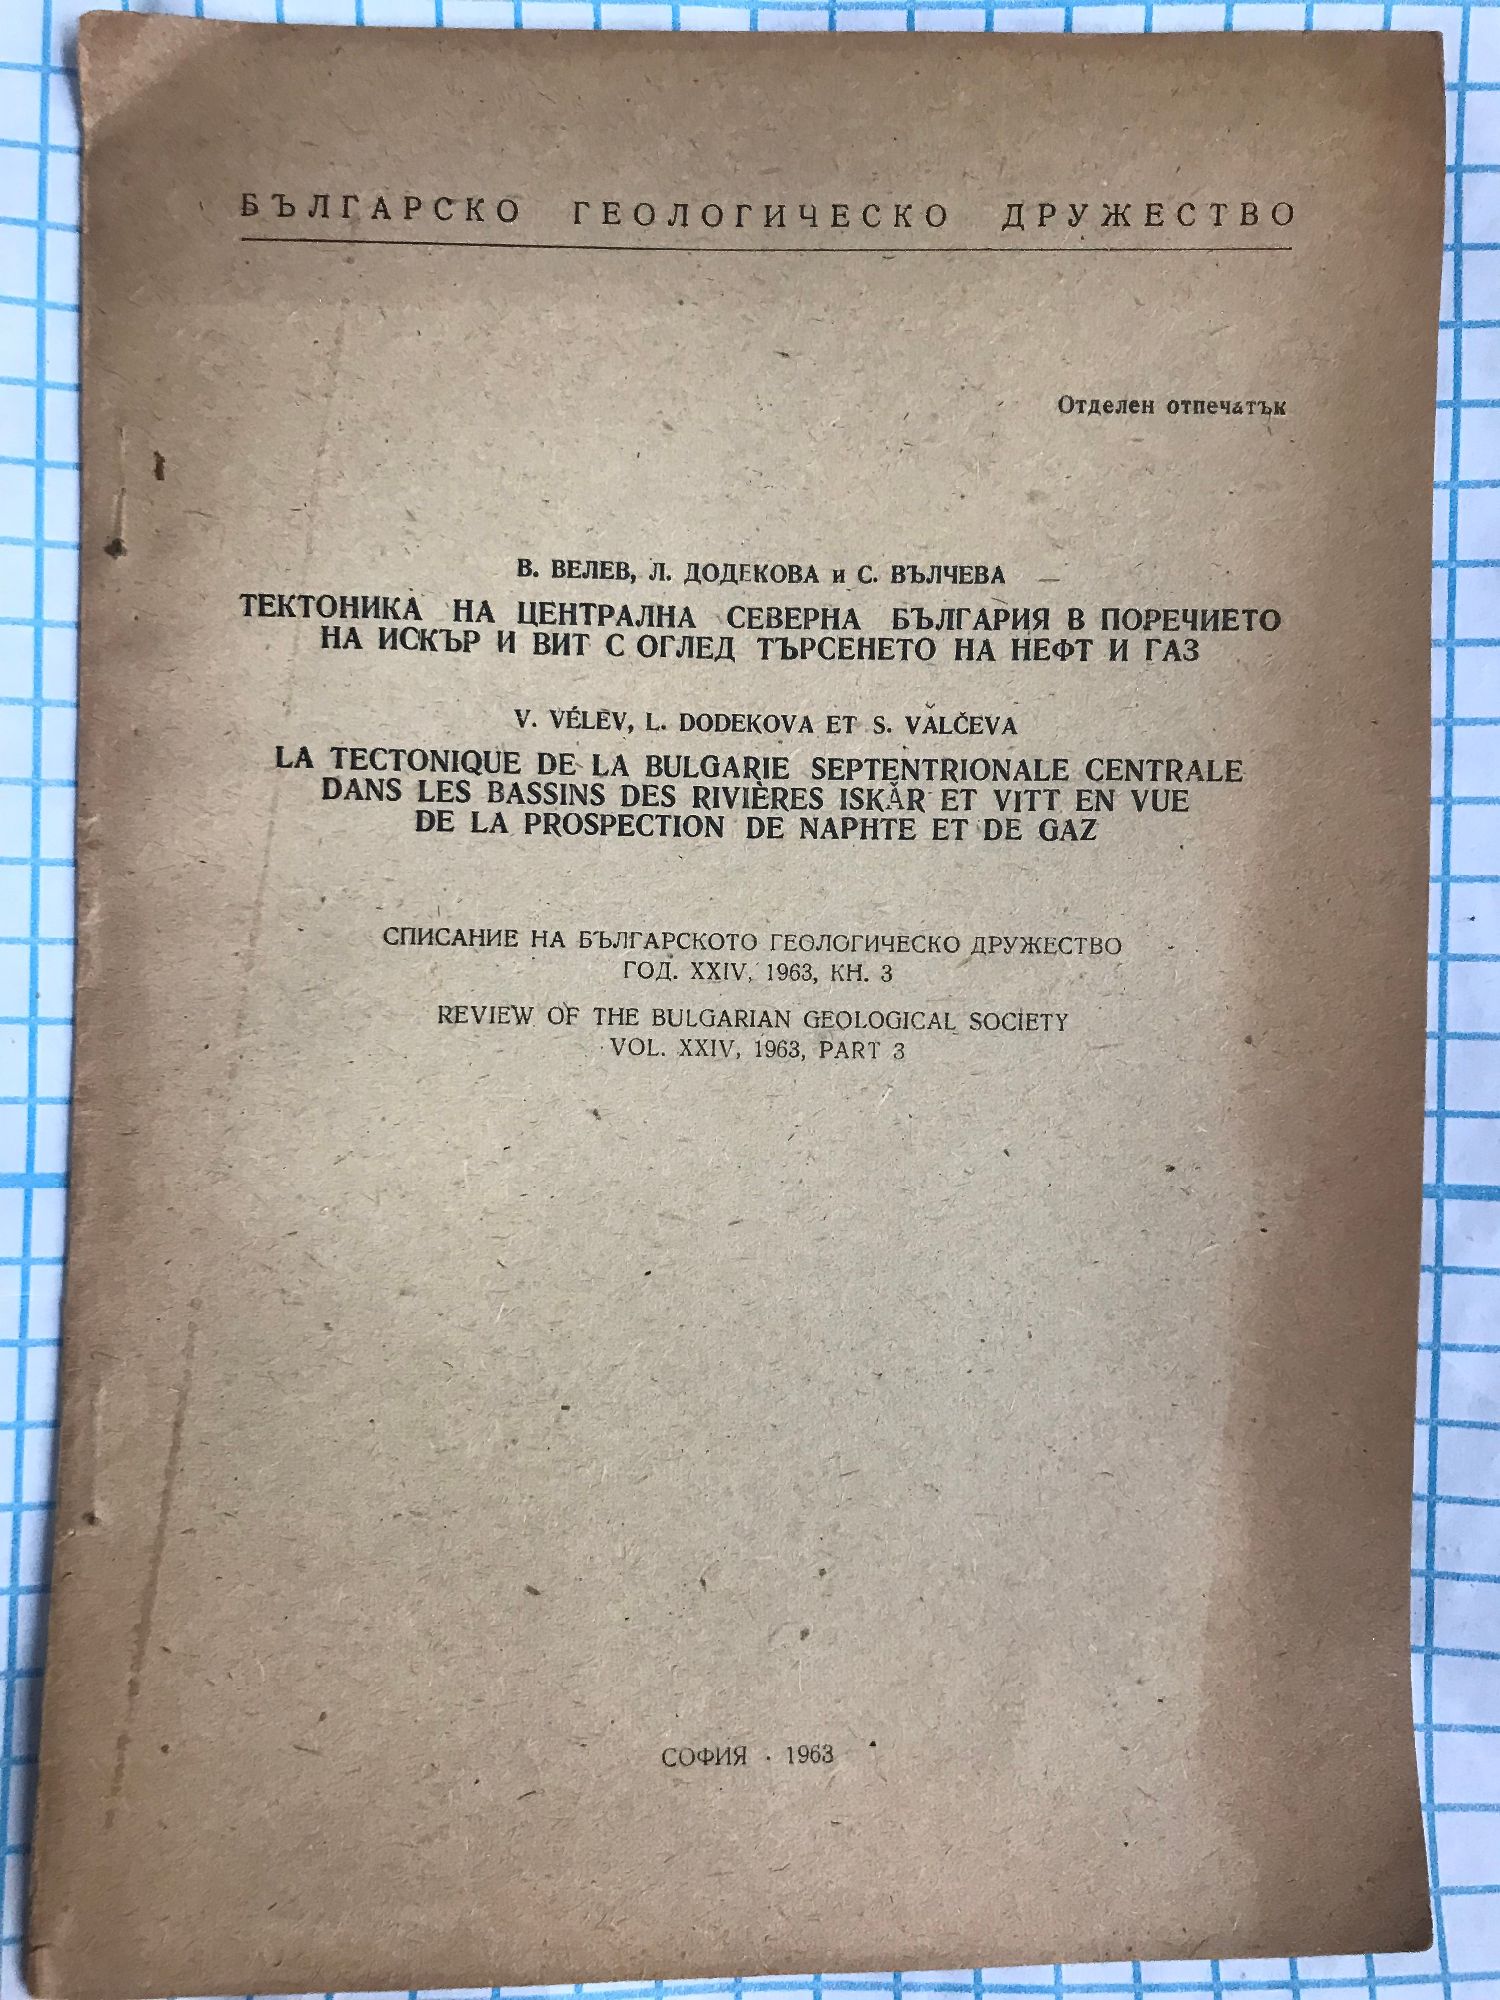 БЪЛГАРСКО ГЕОЛОГИЧЕСКО ДРУЖЕСТВО
Отделен отпечатък
В. ВЕЛЕВ, Л. ДОДЕКОВА и С. ВЪЛЧЕВА
ТЕКТОНИКА НА ЦЕНТРАЛНА СЕВЕРНА БЪЛГАРИЯ В ПОРЕЧИЕТО
НА ИСКЪР И ВИТ С ОГЛЕД ТЪРСЕНЕТО НА НЕФТ И ГАЗ
V. VÉLEV, L. DODEKOVA ET S. VǍLČEVA
LA TECTONIQUE DE LA BULGARIE SEPTENTRIONALE CENTRALE
DANS LES BASSINS DES RIVIÈRES ISKǍR ET VITT EN VUE
DE LA PROSPECTION DE NAPHTE ET DE GAZ
СПИСАНИЕ НА БЪЛГАРСКОТО ГЕОЛОГИЧЕСКО ДРУЖЕСТВО
ГОД. XXIV, 1963, КН. 3
REVIEW OF THE BULGARIAN GEOLOGICAL SOCIETY
VOL. XXIV, 1963, PART 3
СОФИЯ · 1963